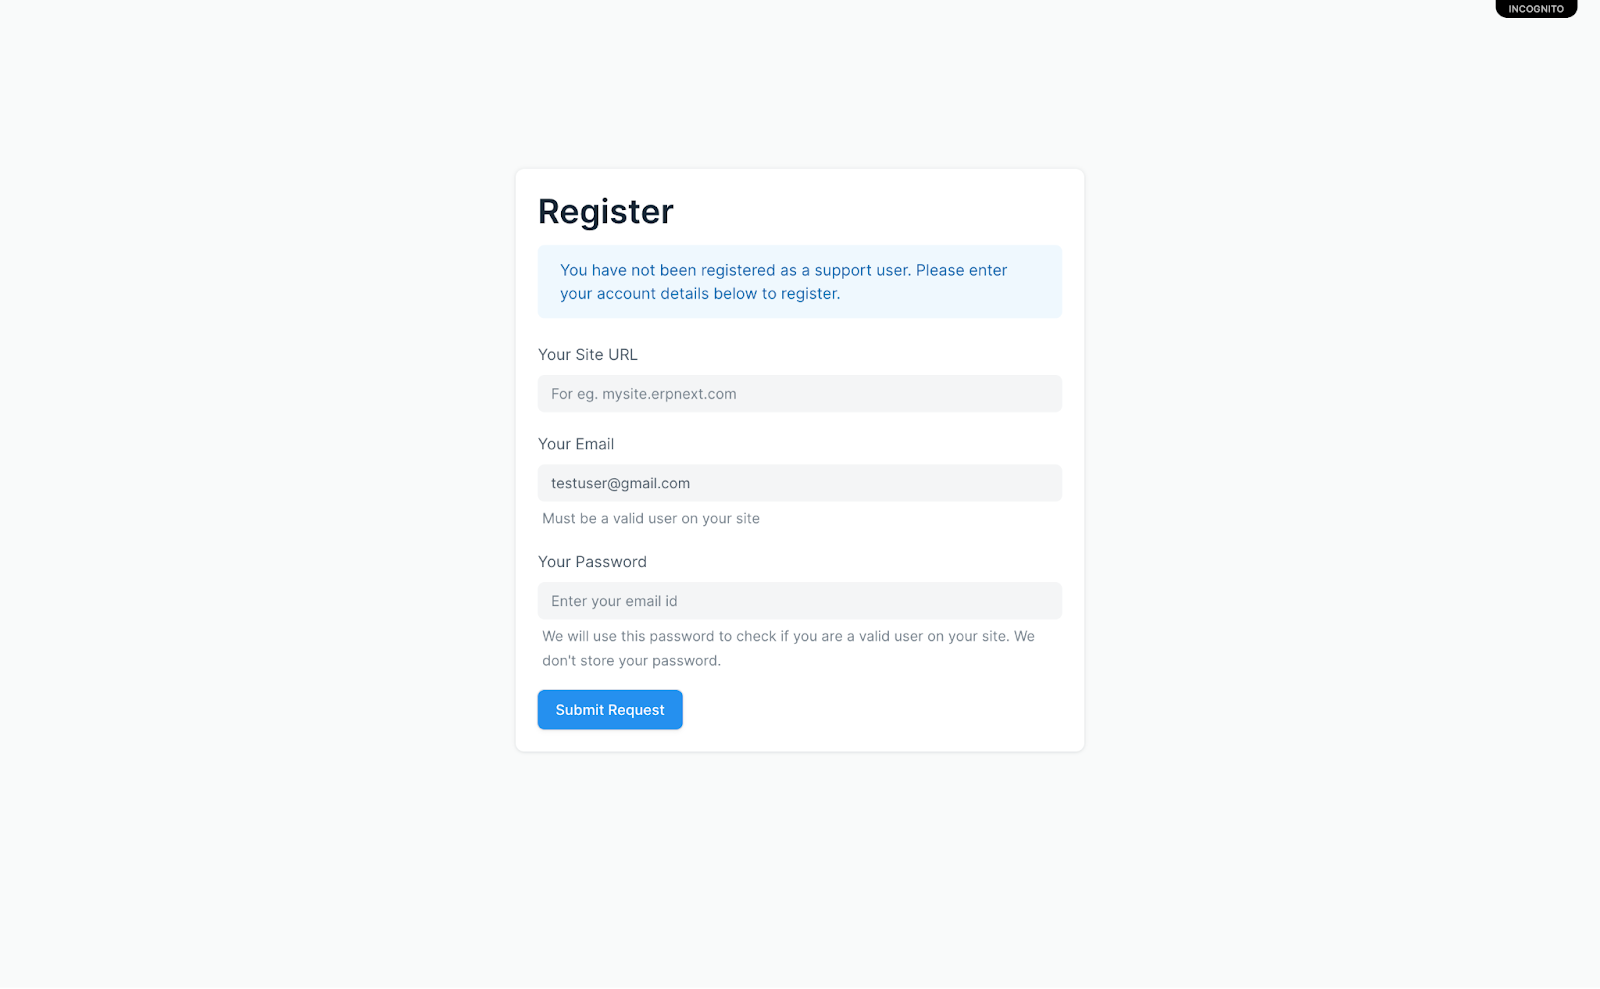 INCOGNITO
Register
You have not been registered as a support user. Please enter
your account details below to register.
Your Site URL
For eg. mysite.erpnext.com
Your Email
testuser@gmail.com
Must be a valid user on your site
Your Password
Enter your email id
We will use this password to check if you are a valid user on your site. We
don't store your password.
Submit Request